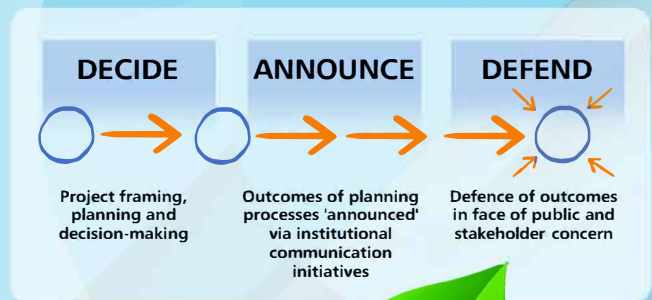 DECIDE
Project framing,
planning and
decision-making
ANNOUNCE
Outcomes of planning
processes 'announced'
via institutional
communication
initiatives
DEFEND
Defence of outcomes
in face of public and
stakeholder concern